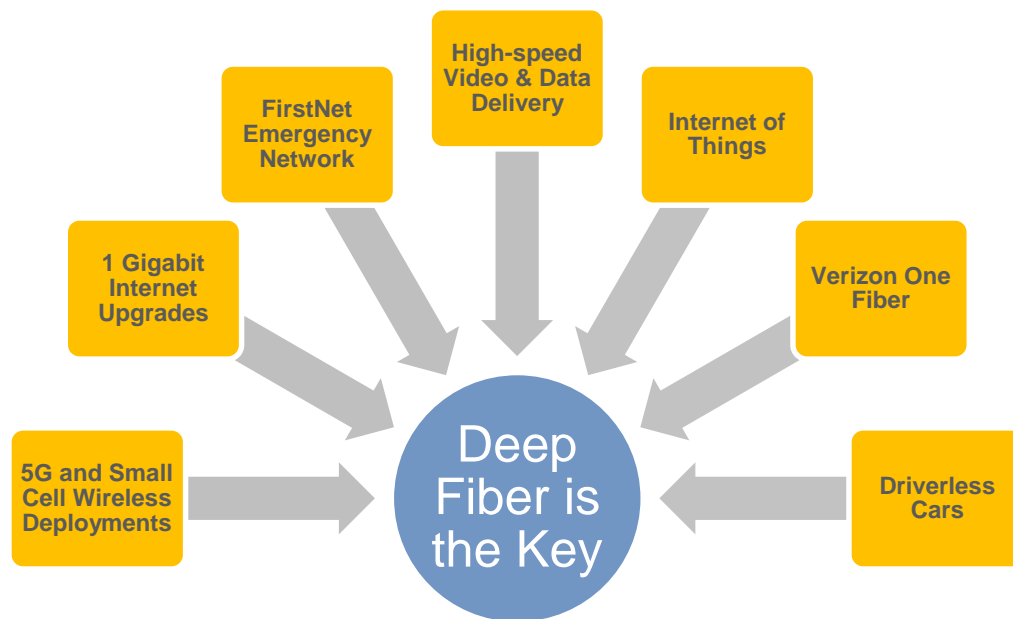 High-speed
Video & Data
Delivery
FirstNet
Emergency
Network
Internet of
Things
1 Gigabit
Internet
Upgrades
Verizon One
Fiber
5G and Small
Cell Wireless
Deployments
Deep
Fiber is
the Key
Driverless
Cars